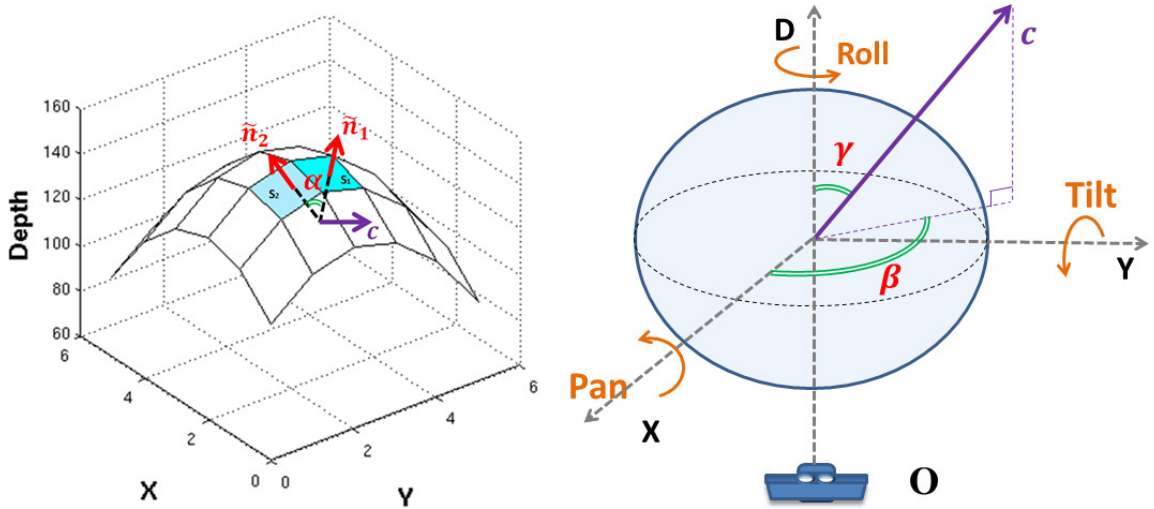 160
140
120
100
80
60
Depth
6
4
2
0
X
0
2
4
6
Y
ñ₂
ñ₁
α
S₁
S₂
c
D
Roll
c
γ
Tilt
Y
β
Pan
X
O